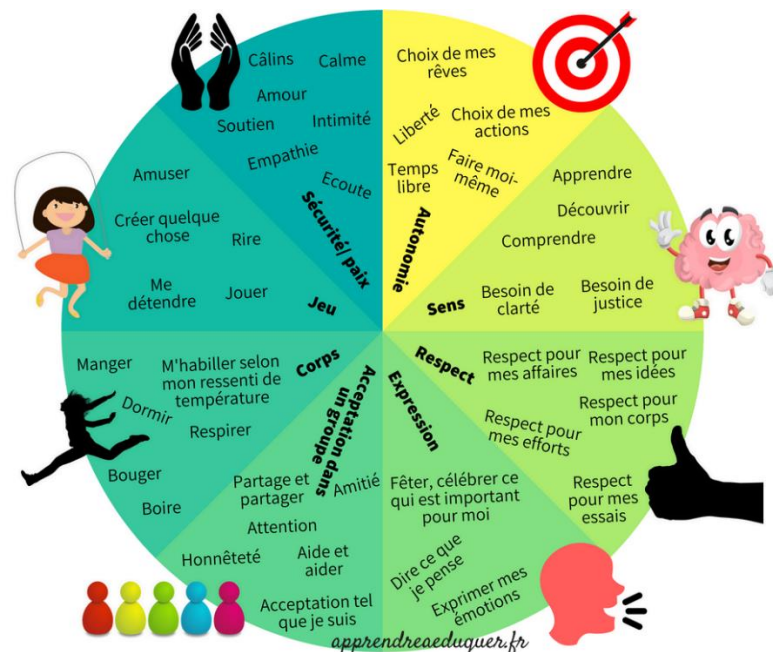 Câlins
Calme
Amour
Soutien
Intimité
Empathie
Ecoute
Sécurité/ paix
Choix de mes
rêves
Liberté
Choix de mes
actions
Temps
libre
Faire moi-
même
Autonomie
Apprendre
Découvrir
Comprendre
Besoin de
clarté
Besoin de
justice
Sens
Respect
Respect pour
mes affaires
Respect pour
mes idées
Respect pour
mes efforts
Respect pour
mon corps
Respect
pour mes
essais
Expression
Fêter, célébrer ce
qui est important
pour moi
Dire ce que
je pense
Exprimer mes
émotions
Acceptation dans
un groupe
Partage et
partager
Amitié
Attention
Honnêteté
Aide et
aider
Acceptation tel
que je suis
Corps
Manger
M'habiller selon
mon ressenti de
température
Dormir
Respirer
Bouger
Boire
Jeu
Amuser
Créer quelque
chose
Rire
Me
détendre
Jouer
apprendreaeduquer.fr